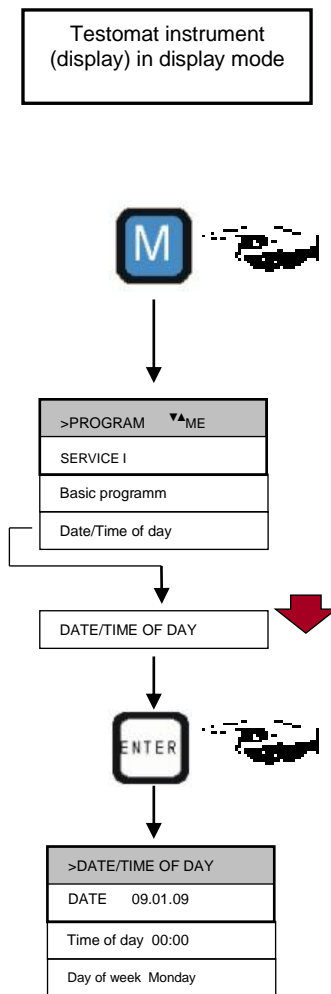 Testomat instrument
(display) in display mode
M
>PROGRAM ▼▲ME
SERVICE I
Basic programm
Date/Time of day
DATE/TIME OF DAY
ENTER
>DATE/TIME OF DAY
DATE 09.01.09
Time of day 00:00
Day of week Monday